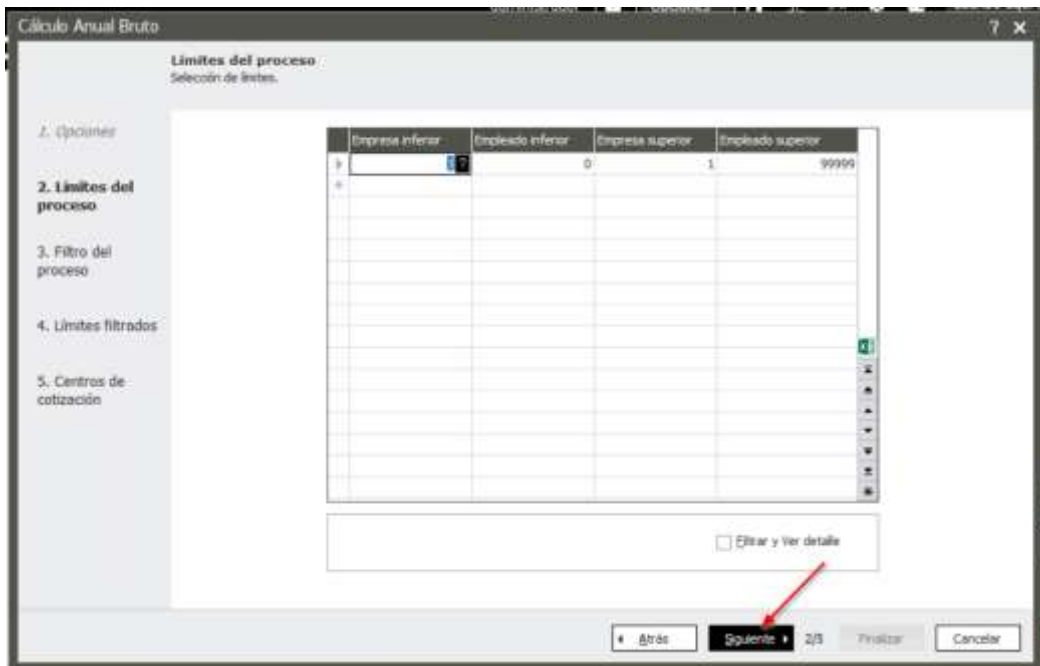 Cálculo Anual Bruto
? ×
Límites del proceso
Selección de límites.
1. Opciones
2. Límites del
proceso
3. Filtro del
proceso
4. Límites filtrados
5. Centros de
cotización
Empresa inferior Empleado inferior Empresa superior Empleado superior
0 1 99999
Filtrar y Ver detalle
Atrás Siguiente 2/5 Finalizar Cancelar